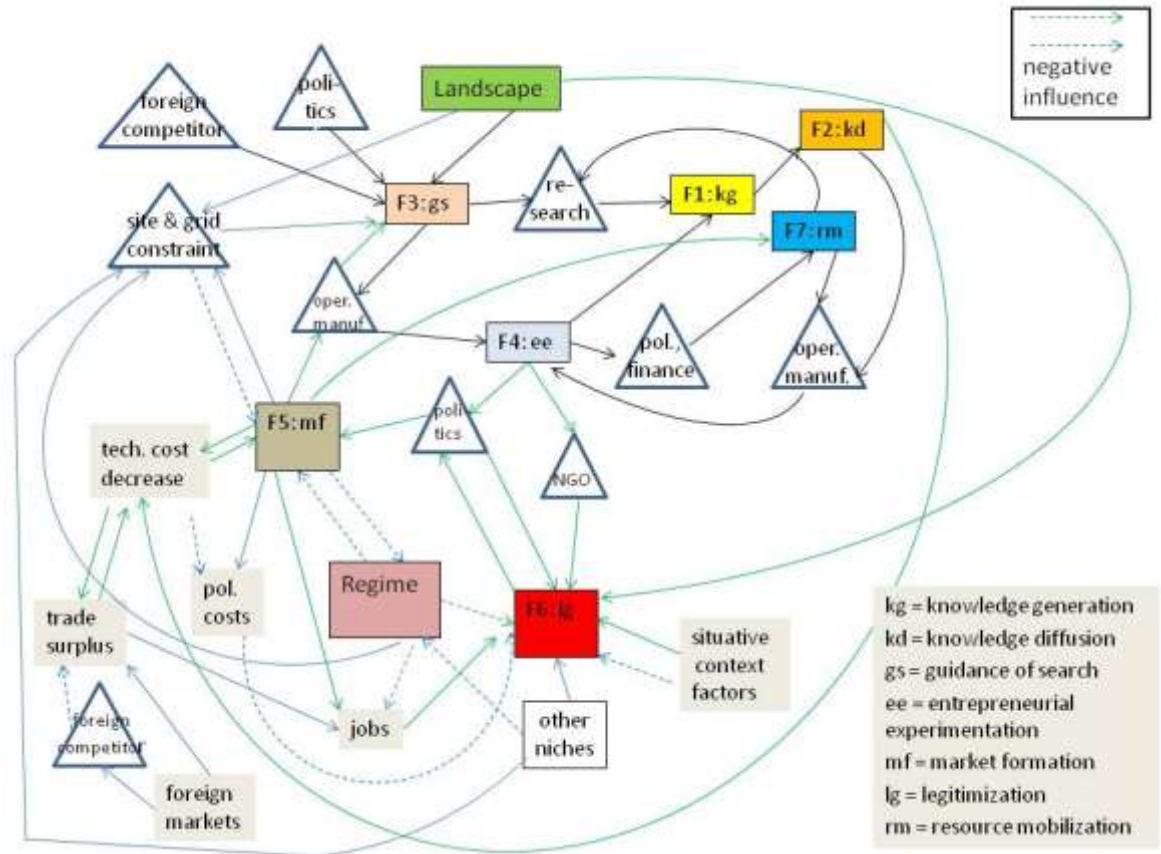 negative
influence
foreign
competitor
poli-
tics
Landscape
F2:kd
F3:gs
re-
search
F1:kg
F7:rm
site & grid
constraint
oper.
manuf
F4:ee
pol.,
finance
oper.
manuf.
F5:mf
poli
tics
NGO
tech. cost
decrease
Regime
F6:lg
pol.
costs
trade
surplus
situative
context
factors
jobs
other
niches
foreign
competitor
foreign
markets
kg = knowledge generation
kd = knowledge diffusion
gs = guidance of search
ee = entrepreneurial
experimentation
mf = market formation
lg = legitimization
rm = resource mobilization